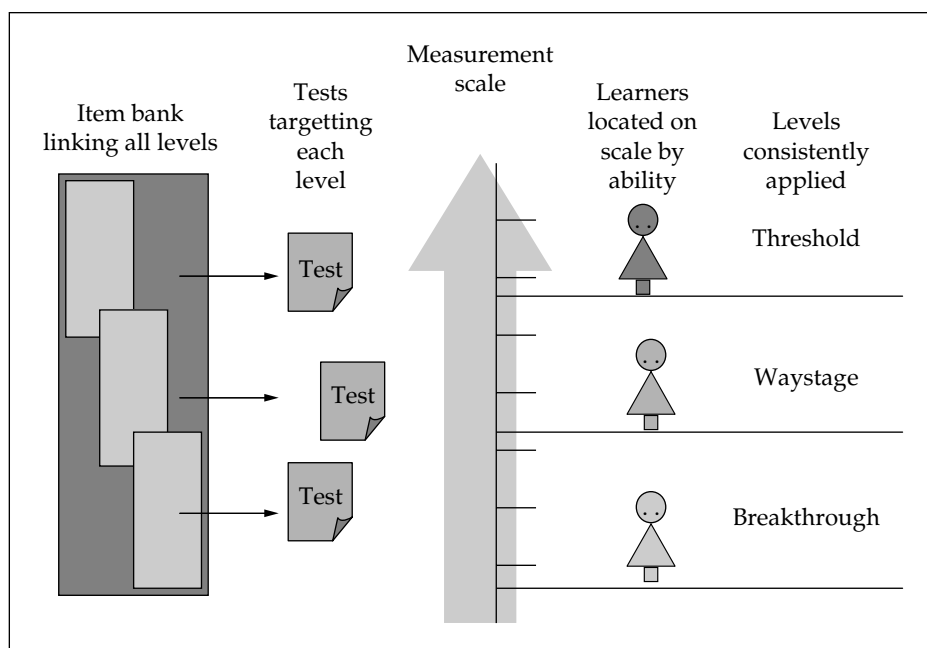 Item bank
linking all levels
Tests
targetting
each
level
Measurement
scale
Learners
located on
scale by
ability
Levels
consistently
applied
Test
Test
Test
Threshold
Waystage
Breakthrough